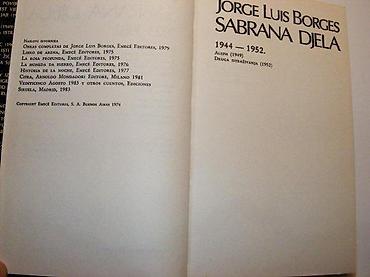 Naslovi izvornika
Obras completas de Jorge Luis Borges, Emecé Editores, 1979
Libro de arena, Emecé Editores, 1975
La rosa profunda, Emecé Editores, 1975
La moneda de hierro, Emecé Editores, 1976
Historia de la noche, Emecé Editores, 1977
Cifra, Arnoldo Mondadori Editore, Milano 1981
Veinticinco Agosto 1983 y otros cuentos, Ediciones
Siruela, Madrid, 1983
Copyright Emecé Editores, S. A. Buenos Aires 1974
JORGE LUIS BORGES
SABRANA DJELA
1944 — 1952.
Aleph (1949)
Druga istraživanja (1952)